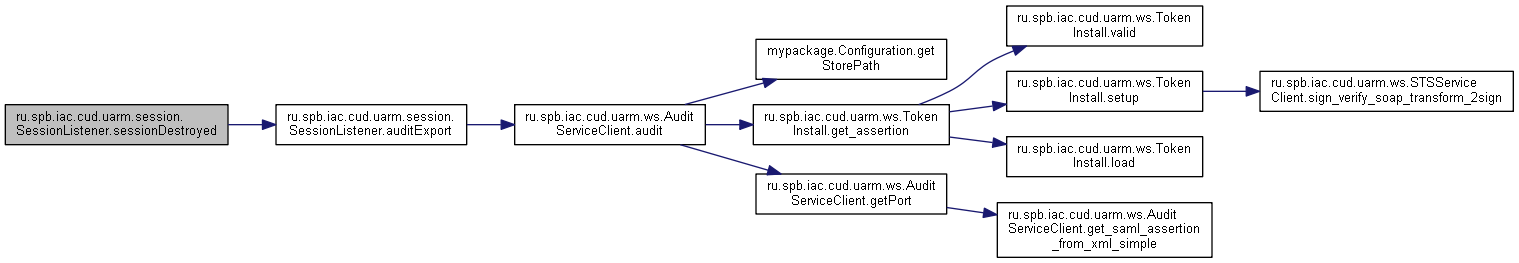 ru.spb.iac.cud.uarm.session.
SessionListener.sessionDestroyed
ru.spb.iac.cud.uarm.session.
SessionListener.auditExport
ru.spb.iac.cud.uarm.ws.Audit
ServiceClient.audit
mypackage.Configuration.get
StorePath
ru.spb.iac.cud.uarm.ws.Token
Install.get_assertion
ru.spb.iac.cud.uarm.ws.Audit
ServiceClient.getPort
ru.spb.iac.cud.uarm.ws.Token
Install.valid
ru.spb.iac.cud.uarm.ws.Token
Install.setup
ru.spb.iac.cud.uarm.ws.Token
Install.load
ru.spb.iac.cud.uarm.ws.Audit
ServiceClient.get_saml_assertion
_from_xml_simple
ru.spb.iac.cud.uarm.ws.STSService
Client.sign_verify_soap_transform_2sign